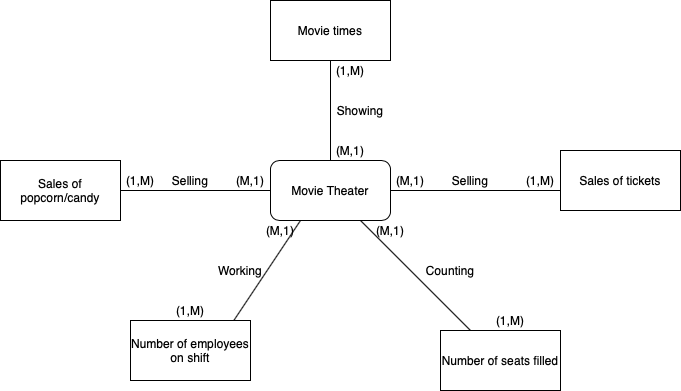 Movie times
(1,M)
Showing
(M,1)
Sales of
popcorn/candy
(1,M)
Selling
(M,1)
Movie Theater
(M,1)
Selling
(1,M)
Sales of tickets
(M,1)
(M,1)
Working
Counting
(1,M)
(1,M)
Number of employees
on shift
Number of seats filled